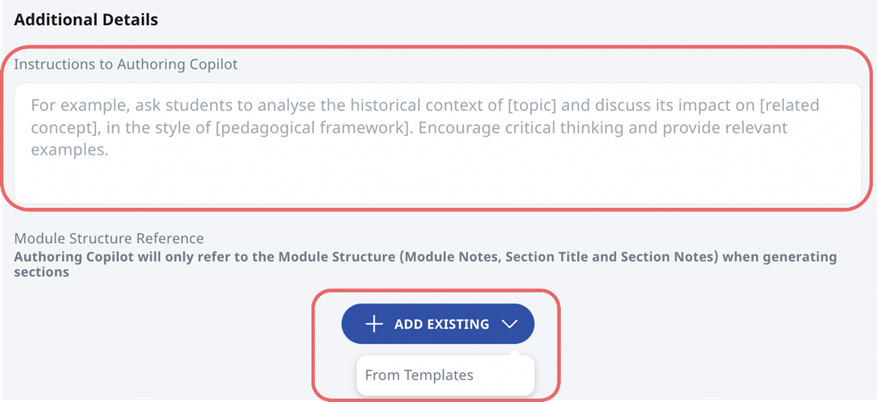 Additional Details
Instructions to Authoring Copilot
For example, ask students to analyse the historical context of [topic] and discuss its impact on [related
concept], in the style of [pedagogical framework]. Encourage critical thinking and provide relevant
examples.
Module Structure Reference
Authoring Copilot will only refer to the Module Structure (Module Notes, Section Title and Section Notes) when generating
sections
ADD EXISTING
From Templates